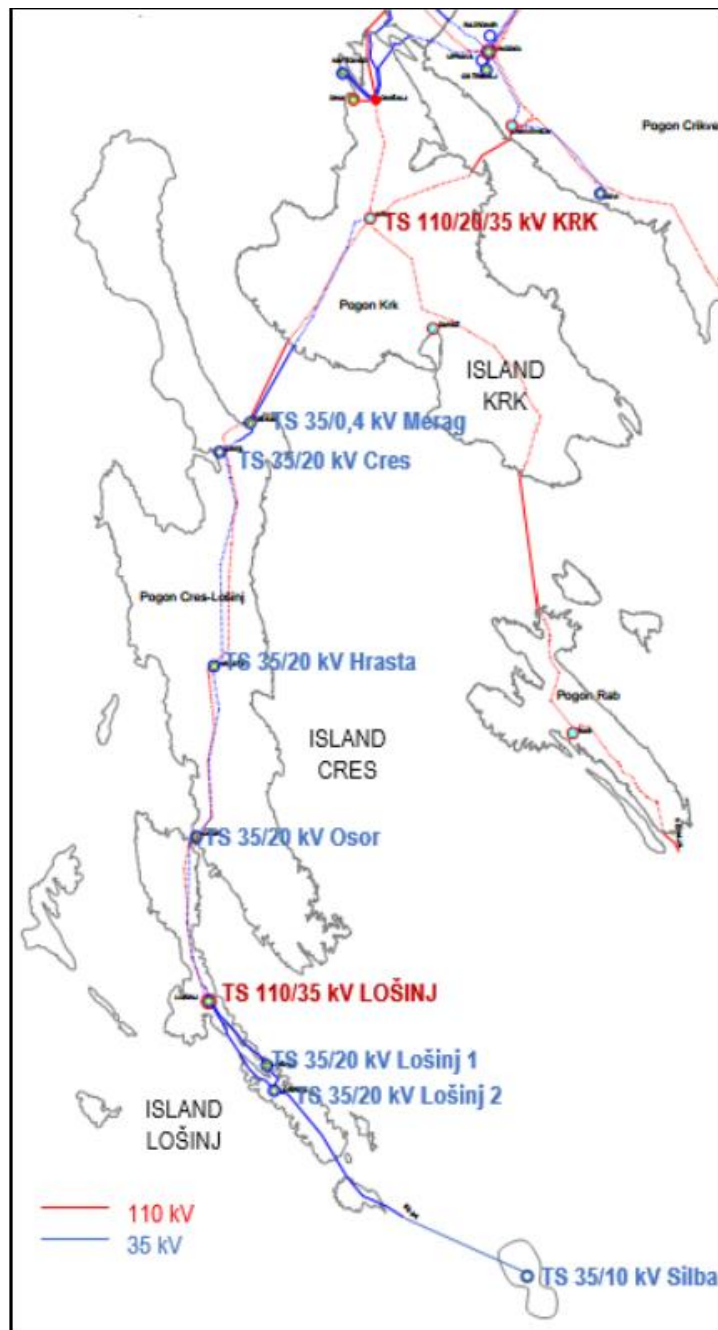 Pogon Crikve
TS 110/20/35 kV KRK
Pogon Krk
ISLAND
KRK
TS 35/0,4 kV Merag
TS 35/20 kV Cres
Pogon Cres-Lošinj
TS 35/20 kV Hrasta
Pogon Rab
ISLAND
CRES
TS 35/20 kV Osor
TS 110/35 kV LOŠINJ
TS 35/20 kV Lošinj 1
TS 35/20 kV Lošinj 2
ISLAND
LOŠINJ
110 kV
35 kV
TS 35/10 kV Silba